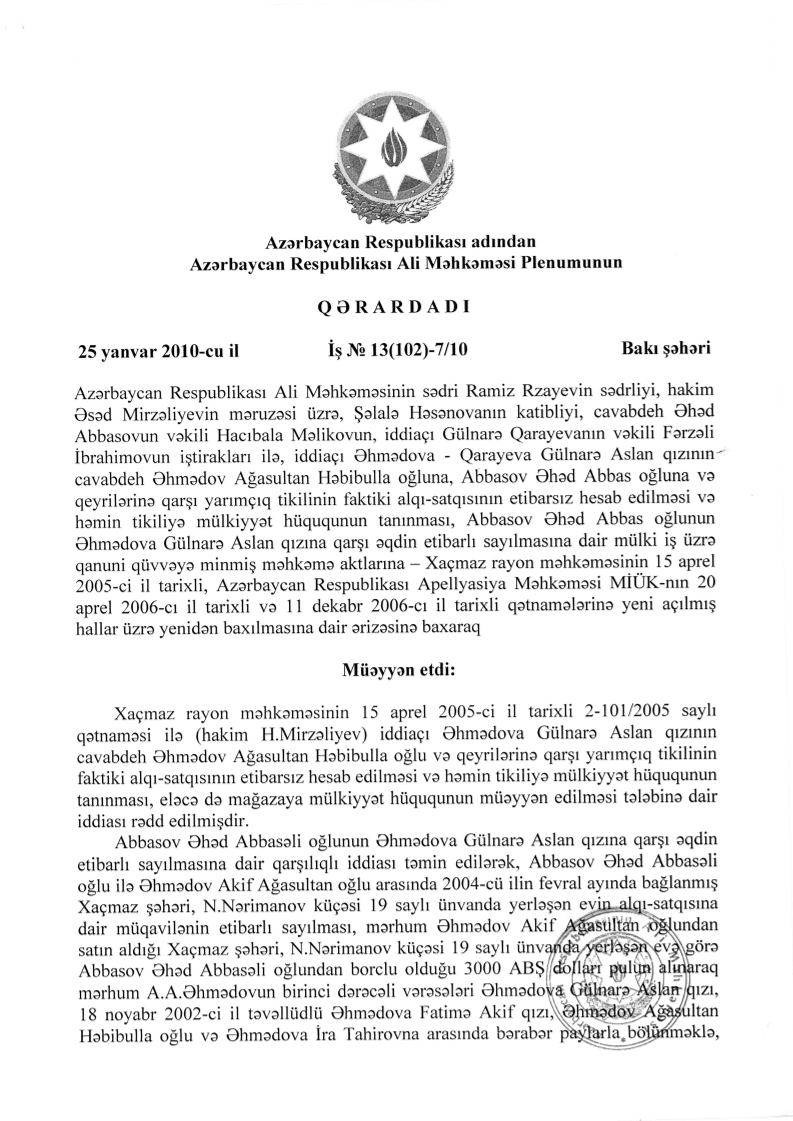 Azərbaycan Respublikası adından
Azərbaycan Respublikası Ali Məhkəməsi Plenumunun
Q Ə R A R D A D I
25 yanvar 2010-cu il İş № 13(102)-7/10 Bakı şəhəri
Azərbaycan Respublikası Ali Məhkəməsinin sədri Ramiz Rzayevin sədrliyi, hakim
Əsəd Mirzəliyevin məruzəsi üzrə, Şəlalə Həsənovanın katibliyi, cavabdeh Əhəd
Abbasovun vəkili Hacıbala Məlikovun, iddiaçı Gülnarə Qarayevanın vəkili Fərzəli
İbrahimovun iştirakları ilə, iddiaçı Əhmədova - Qarayeva Gülnarə Aslan qızının
cavabdeh Əhmədov Ağasultan Həbibulla oğluna, Abbasov Əhəd Abbas oğluna və
qeyrilərinə qarşı yarımçıq tikilinin faktiki alqı-satqısının etibarsız hesab edilməsi və
həmin tikiliyə mülkiyyət hüququnun tanınması, Abbasov Əhəd Abbas oğlunun
Əhmədova Gülnarə Aslan qızına qarşı əqdin etibarlı sayılmasına dair mülki iş üzrə
qanuni qüvvəyə minmiş məhkəmə aktlarına – Xaçmaz rayon məhkəməsinin 15 aprel
2005-ci il tarixli, Azərbaycan Respublikası Apellyasiya Məhkəməsi MİÜK-nın 20
aprel 2006-cı il tarixli və 11 dekabr 2006-cı il tarixli qətnamələrinə yeni açılmış
hallar üzrə yenidən baxılmasına dair ərizəsinə baxaraq
Müəyyən etdi:
Xaçmaz rayon məhkəməsinin 15 aprel 2005-ci il tarixli 2-101/2005 saylı
qətnaməsi ilə (hakim H.Mirzəliyev) iddiaçı Əhmədova Gülnarə Aslan qızının
cavabdeh Əhmədov Ağasultan Həbibulla oğlu və qeyrilərinə qarşı yarımçıq tikilinin
faktiki alqı-satqısının etibarsız hesab edilməsi və həmin tikiliyə mülkiyyət hüququnun
tanınması, eləcə də mağazaya mülkiyyət hüququnun müəyyən edilməsi tələbinə dair
iddiası rədd edilmişdir.
Abbasov Əhəd Abbasəli oğlunun Əhmədova Gülnarə Aslan qızına qarşı əqdin
etibarlı sayılmasına dair qarşılıqlı iddiası təmin edilərək, Abbasov Əhəd Abbasəli
oğlu ilə Əhmədov Akif Ağasultan oğlu arasında 2004-cü ilin fevral ayında bağlanmış
Xaçmaz şəhəri, N.Nərimanov küçəsi 19 saylı ünvanda yerləşən evin alqı-satqısına
dair müqavilənin etibarlı sayılması, mərhum Əhmədov Akif Ağasultan oğlundan
satın aldığı Xaçmaz şəhəri, N.Nərimanov küçəsi 19 saylı ünvanda yerləşən evə görə
Abbasov Əhəd Abbasəli oğlundan borclu olduğu 3000 ABŞ dolları pulun alınaraq
mərhum A.A.Əhmədovun birinci dərəcəli vərəsələri Əhmədova Gülnarə Aslan qızı,
18 noyabr 2002-ci il təvəllüdlü Əhmədova Fatimə Akif qızı, Əhmədov Ağasultan
Həbibulla oğlu və Əhmədova İra Tahirovna arasında bərabər paylarla bölünməklə,